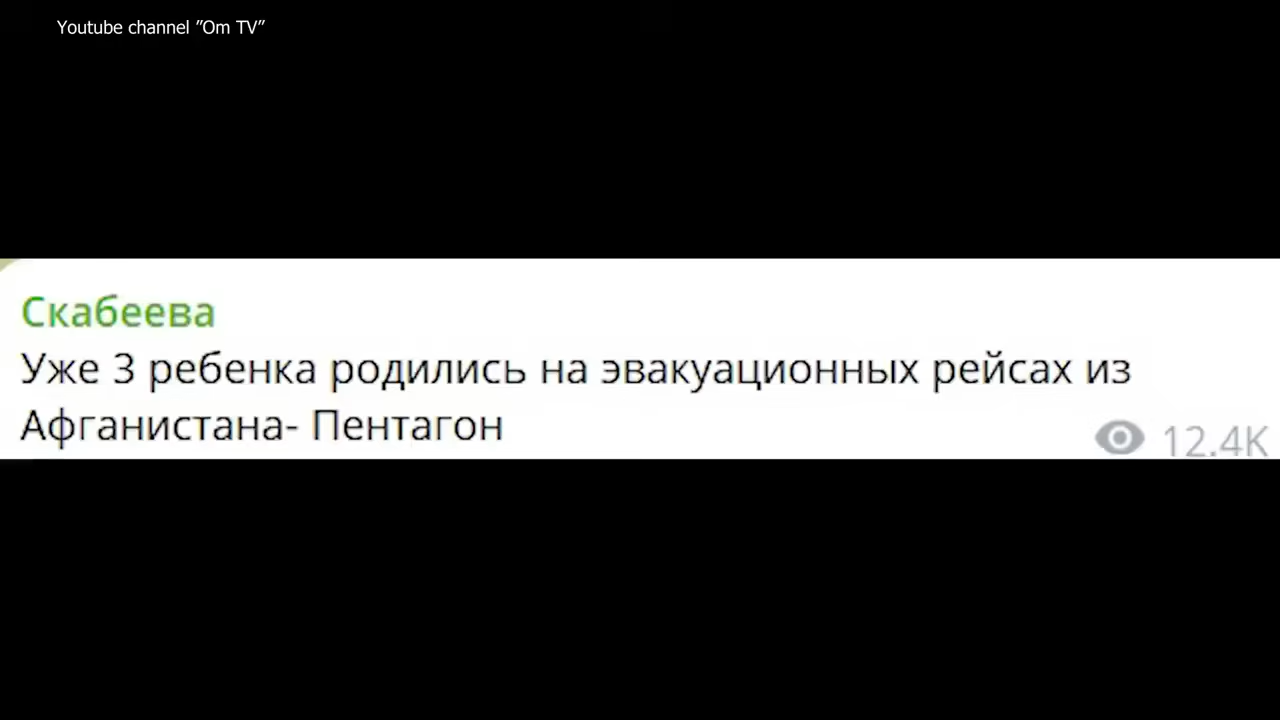 Youtube channel ”Om TV”
Скабеева
Уже 3 ребенка родились на эвакуационных рейсах из
Афганистана- Пентагон
12.4K